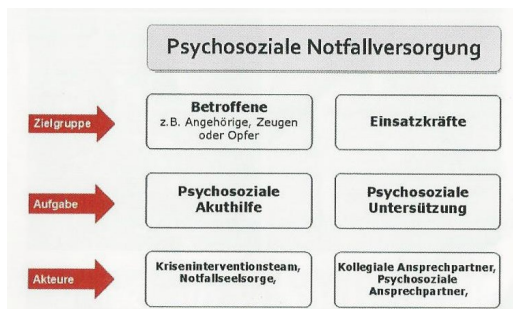 Psychosoziale Notfallversorgung
Zielgruppe
Betroffene
z.B. Angehörige, Zeugen
oder Opfer
Einsatzkräfte
Aufgabe
Psychosoziale
Akuthilfe
Psychosoziale
Untersützung
Akteure
Kriseninterventionsteam,
Notfallseelsorge,
Kollegiale Ansprechpartner,
Psychosoziale
Ansprechpartner,